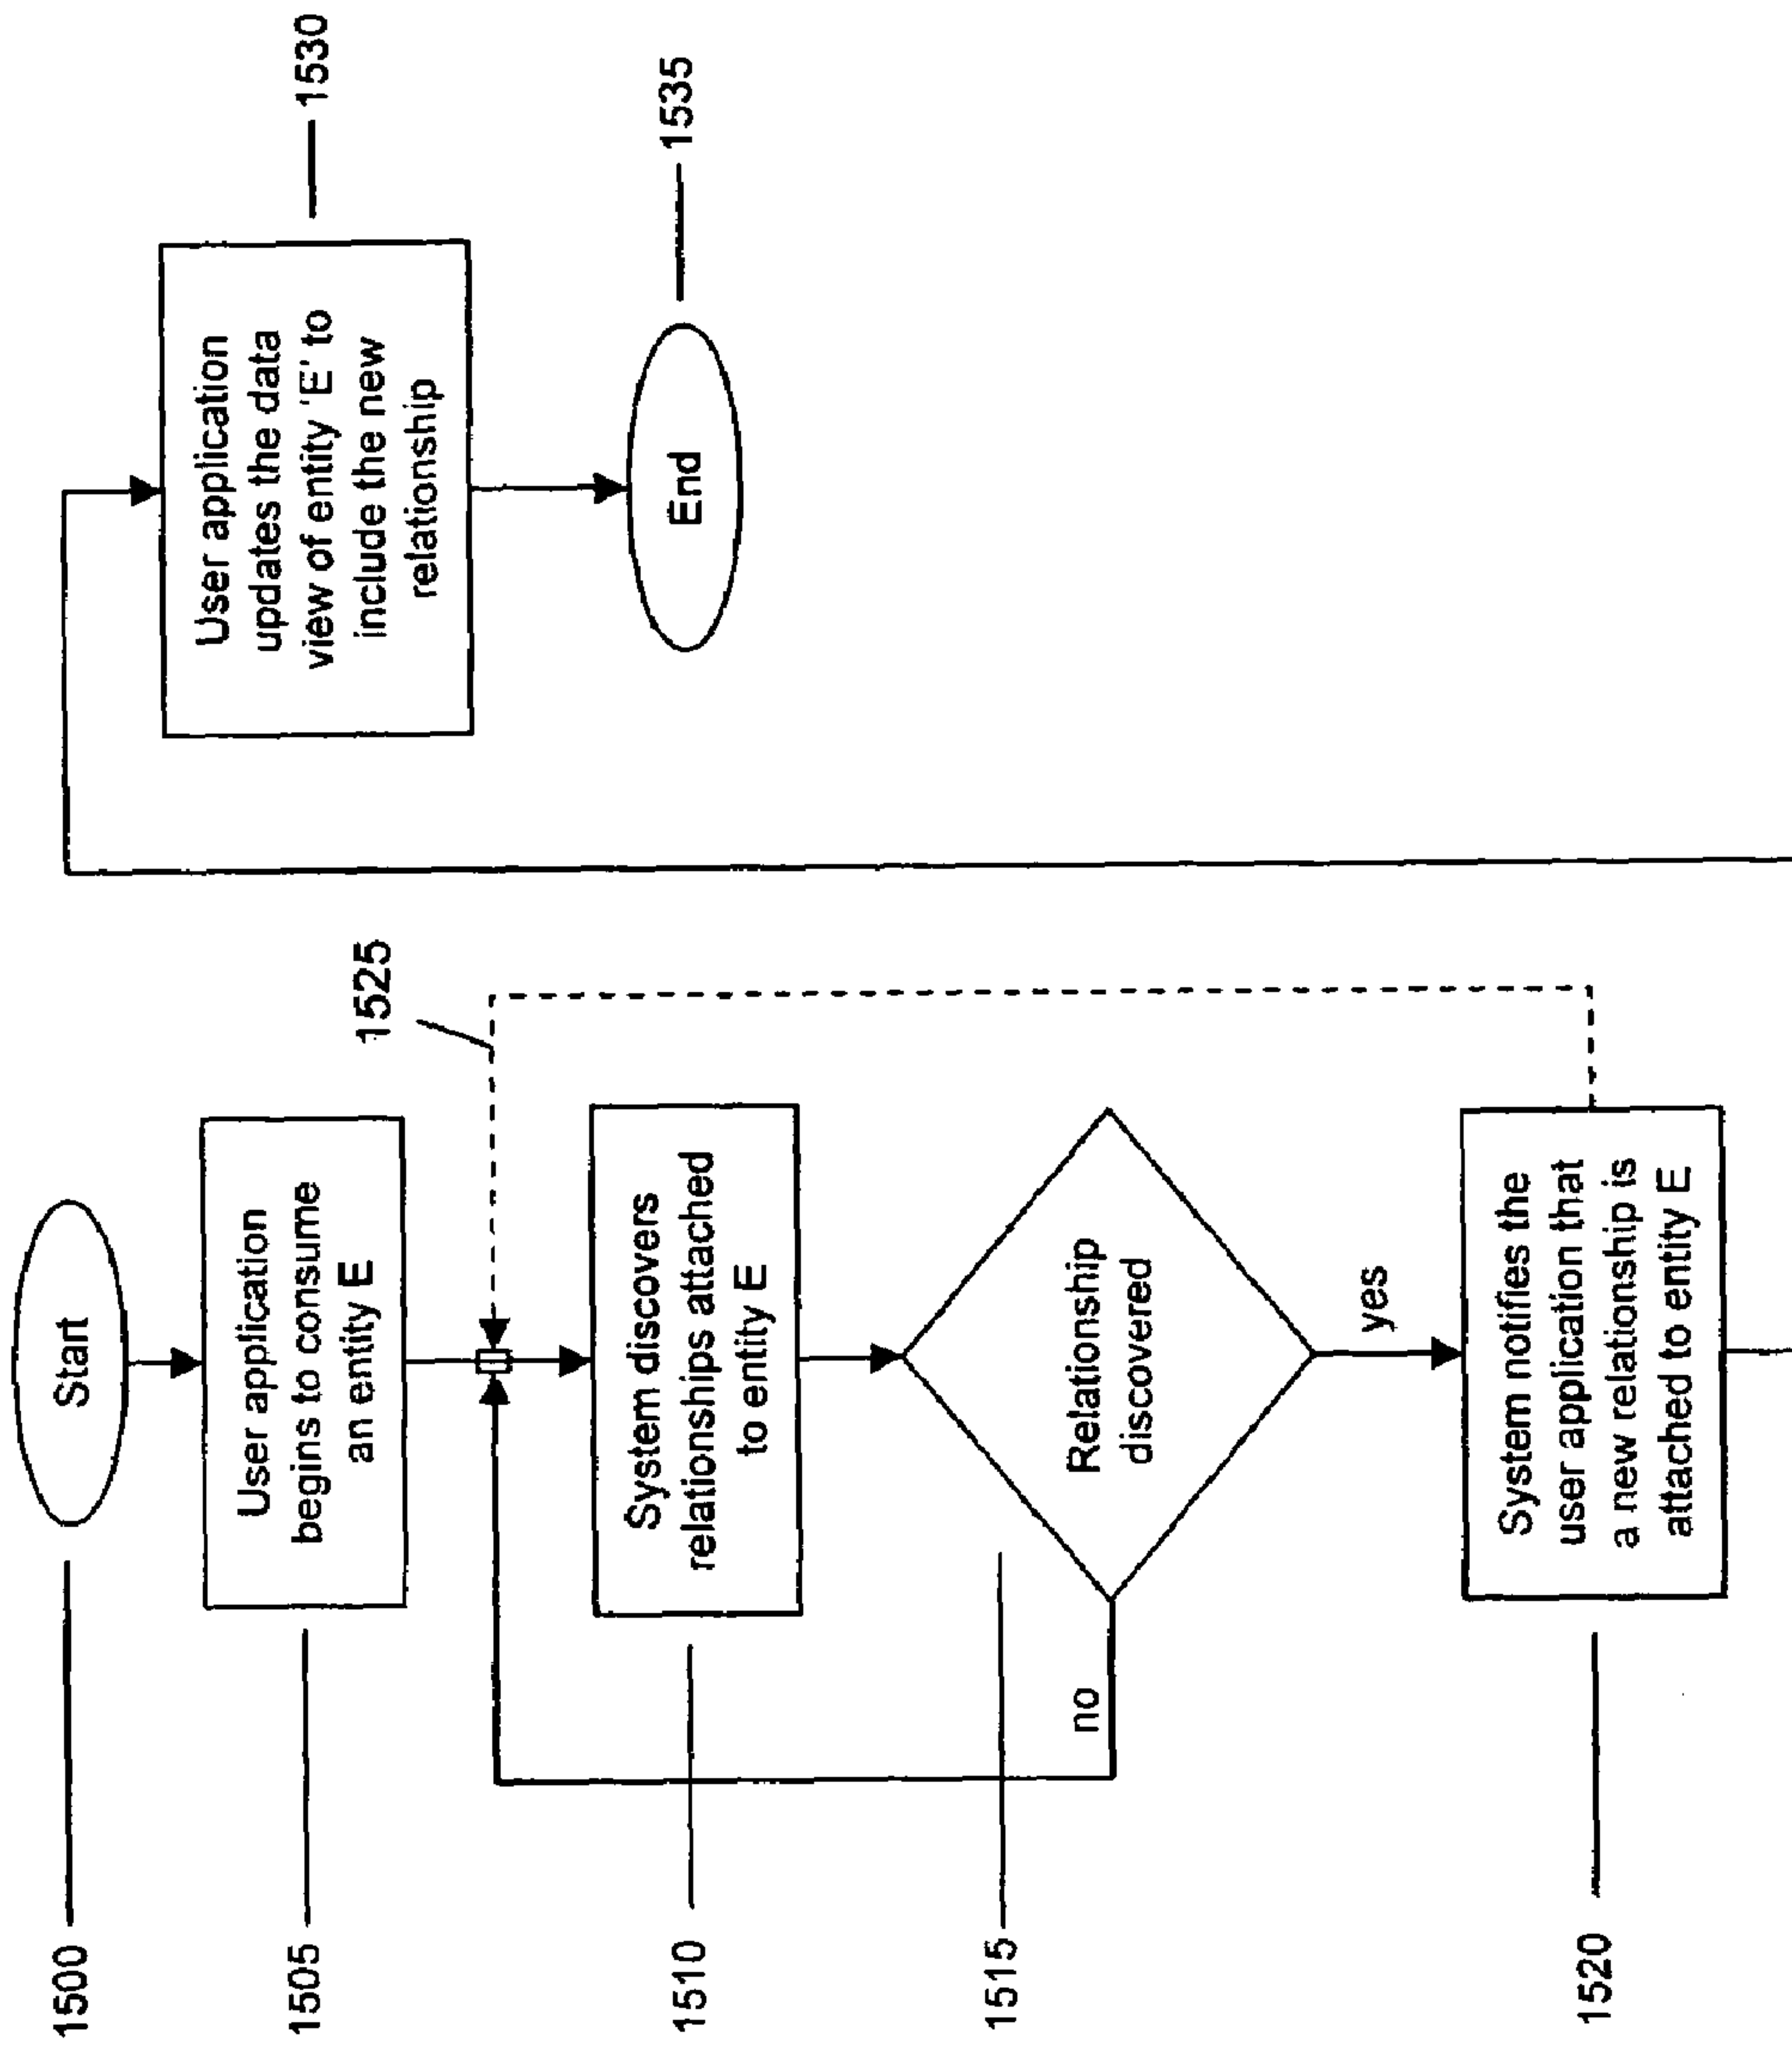 1500
Start
1505
User application
begins to consume
an entity E
1525
1510
System discovers
relationships attached
to entity E
1515
Relationship
discovered
no
yes
1520
System notifies the
user application that
a new relationship is
attached to entity E
User application
updates the data
view of entity 'E' to
include the new
relationship
1530
End
1535